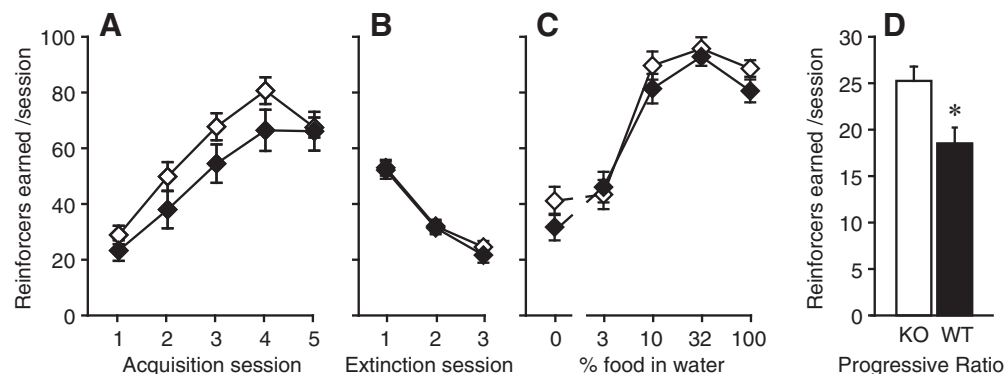 A B C D
Reinforcers earned /session
100
80
60
40
20
0
1 2 3 4 5
Acquisition session
1 2 3
Extinction session
0 3 10 32 100
% food in water
Reinforcers earned /session
30
25
20
15
10
5
0
*
KO WT
Progressive Ratio